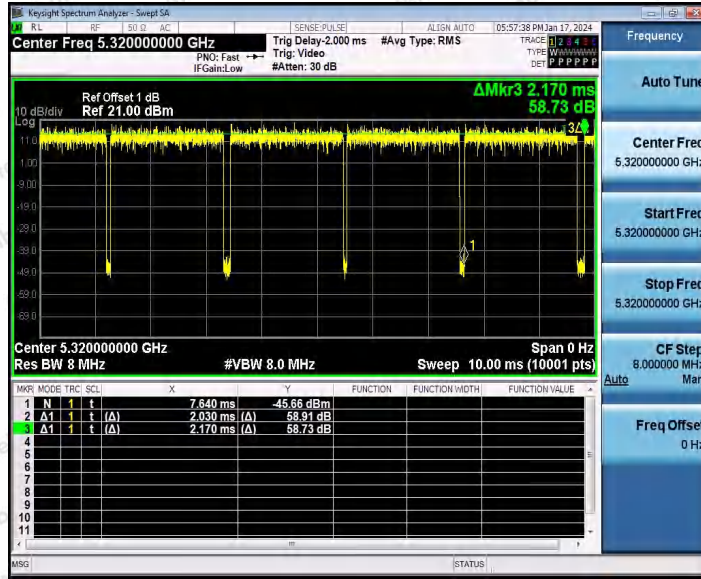 Keysight Spectrum Analyzer - Swept SA
RL RF 50 Ω AC SENSE:PULSE ALIGN AUTO 05:57:38 PM Jan 17, 2024
Center Freq 5.320000000 GHz
PNO: Fast
IFGain:Low
Trig Delay-2.000 ms
Trig: Video
#Atten: 30 dB
#Avg Type: RMS
TRACE 1 2 3 4 5 6
TYPE WWWWWW
DET P P P P P P
ΔMkr3 2.170 ms
58.73 dB
Ref Offset 1 dB
10 dB/div Ref 21.00 dBm
Log
3Δ
11.0
1.00
-9.00
-19.0
-29.0
-39.0
-49.0
-59.0
-69.0
1
Center 5.320000000 GHz Span 0 Hz
Res BW 8 MHz #VBW 8.0 MHz Sweep 10.00 ms (10001 pts)
MKR MODE TRC SCL X Y FUNCTION FUNCTION WIDTH FUNCTION VALUE
1 N 1 t 7.640 ms -45.66 dBm
2 Δ1 1 t (Δ) 2.030 ms (Δ) 58.91 dB
3 Δ1 1 t (Δ) 2.170 ms (Δ) 58.73 dB
4
5
6
7
8
9
10
11
MSG STATUS
Frequency
Auto Tune
Center Freq
5.320000000 GHz
Start Freq
5.320000000 GHz
Stop Freq
5.320000000 GHz
CF Step
8.000000 MHz
Auto Man
Freq Offset
0 Hz